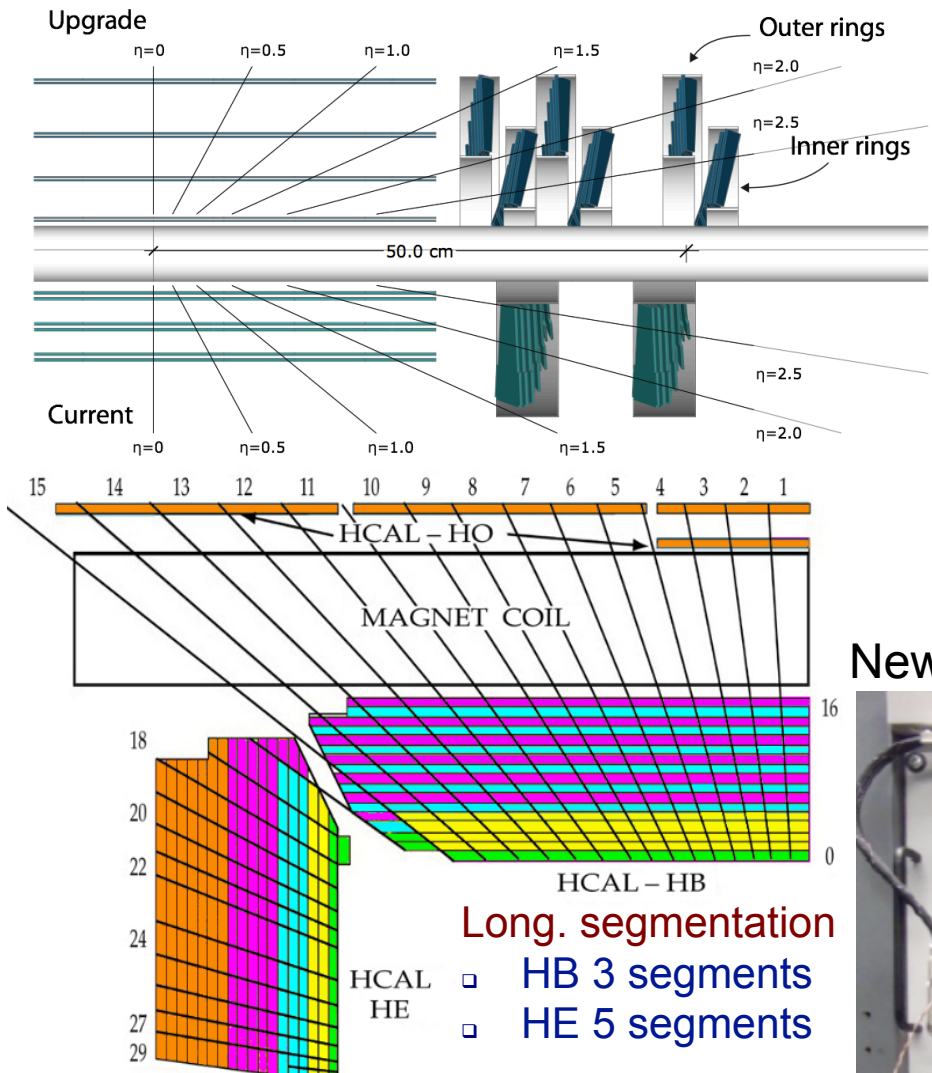 Upgrade
η=0
η=0.5
η=1.0
η=1.5
Outer rings
η=2.0
η=2.5
Inner rings
50.0 cm
η=2.5
Current
η=2.0
η=0
η=0.5
η=1.0
η=1.5
15 14 13 12 11 10 9 8 7 6 5 4 3 2 1
HCAL – HO
MAGNET COIL
New
16
18
20
22
0
HCAL – HB
24
Long. segmentation
HCAL
HE
HB 3 segments
HE 5 segments
27
29